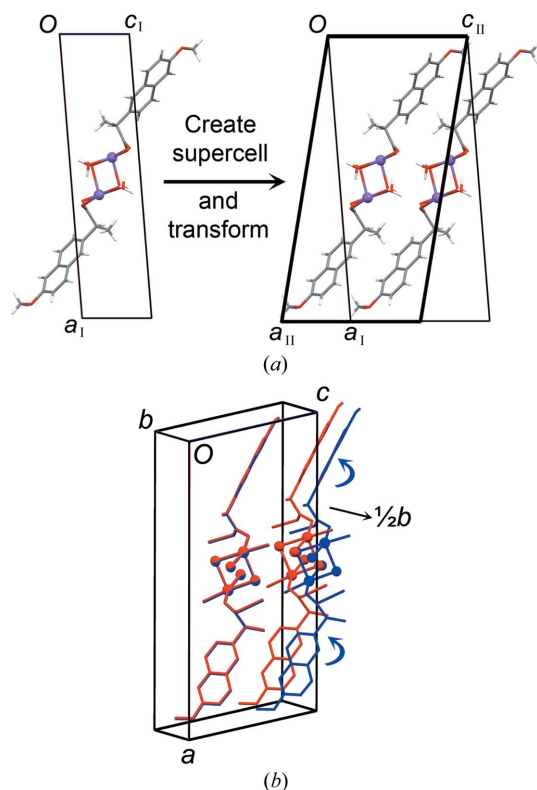 O c_I O c_II
Create
supercell
and
transform
a_I a_II a_I
(a)
b c
O
½b
a
(b)